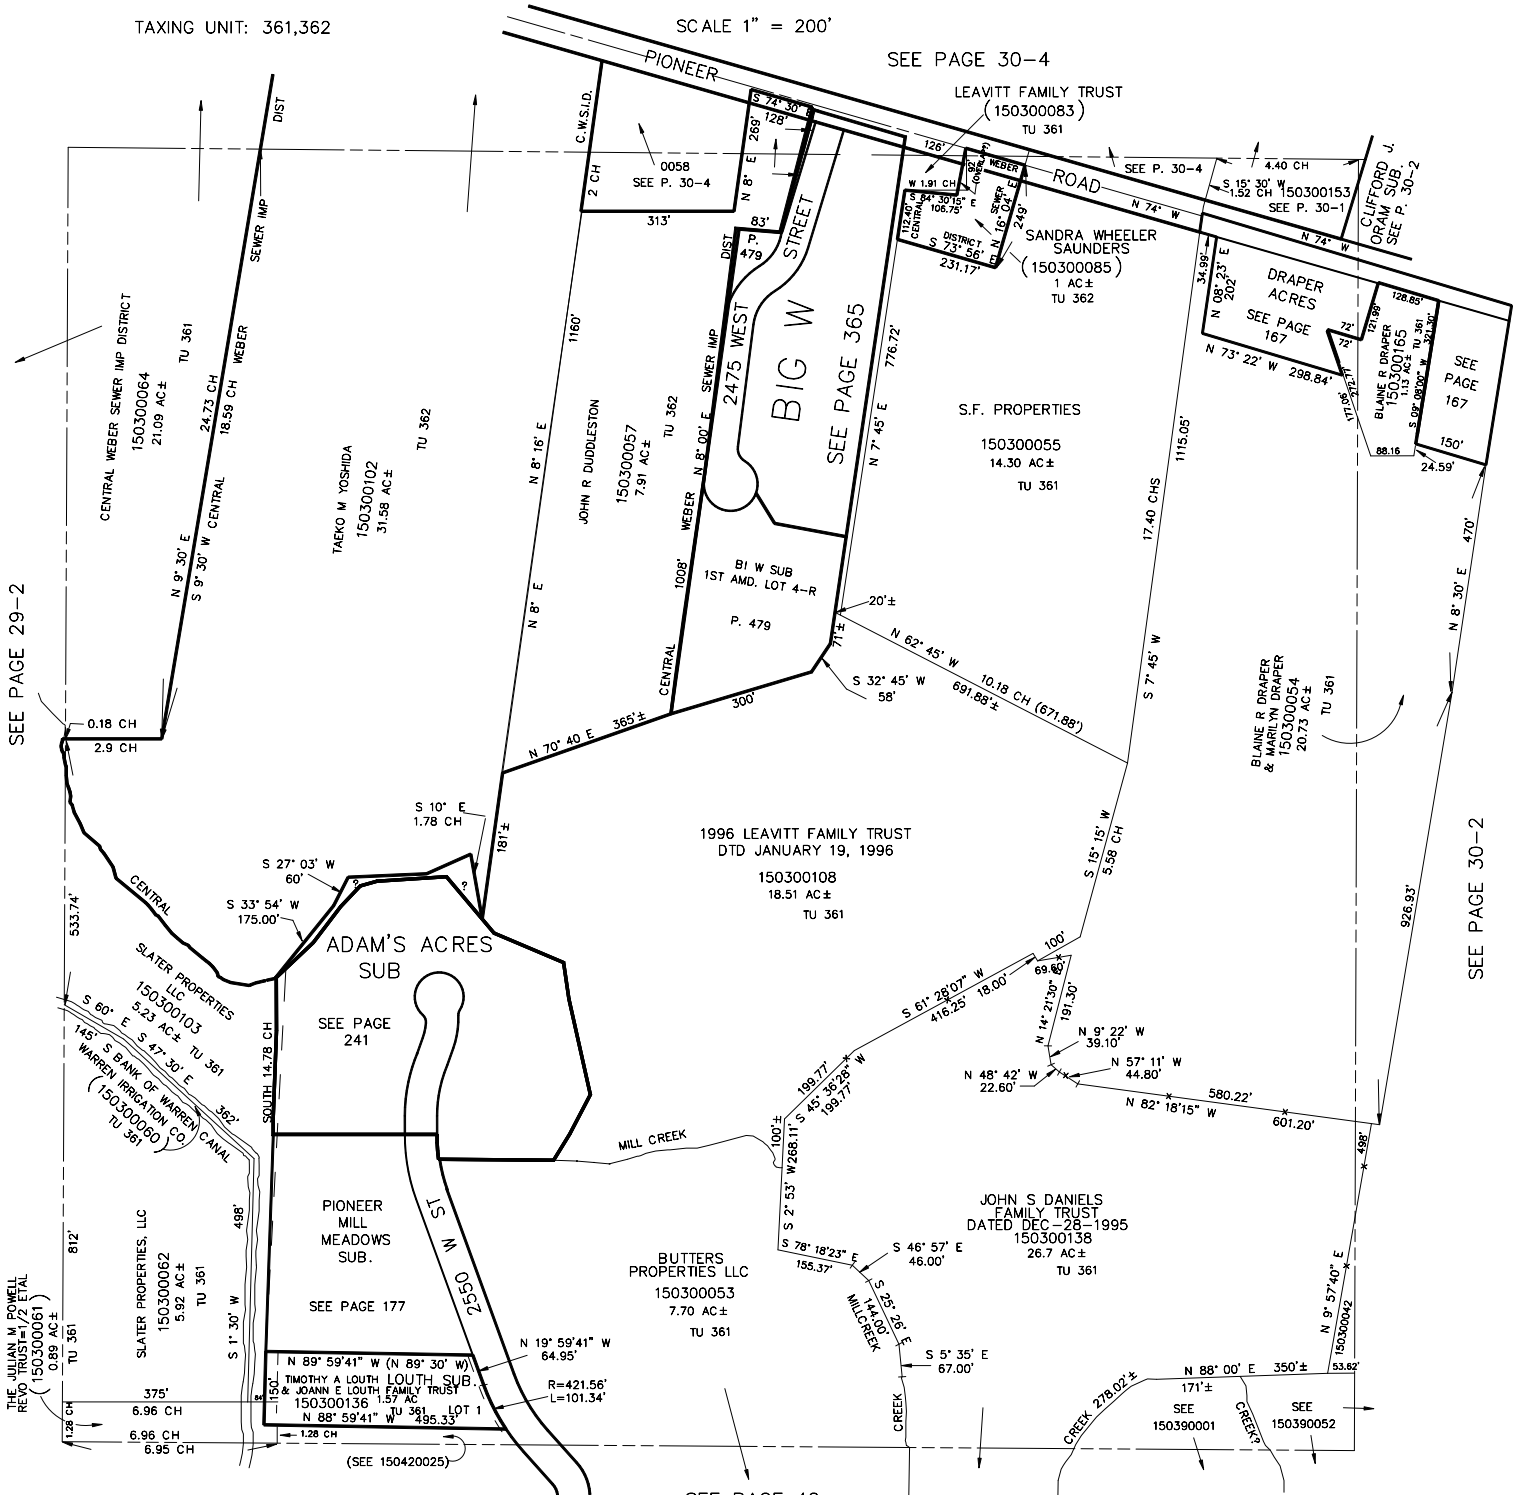 TAXING UNIT: 361,362
SCALE 1" = 200'
SEE PAGE 30-4
PIONEER
ROAD
LEAVITT FAMILY TRUST
(150300083)
TU 361
DIST
SEWER IMP
WEBER
CENTRAL
C.W.S.I.D.
2 CH
0058
SEE P. 30-4
313'
S 74° 30' E
128'
269'
N 8° E
83'
P.
479
DIST
126'
92'
(OVERLAP?)
WEBER
W 1.91 CH
S 84° 30'15" E
106.75'
112.40'
CENTRAL
SEWER
DISTRICT
N 16° 04' E
249'
S 73° 56' E
231.17'
SANDRA WHEELER
SAUNDERS
(150300085)
1 AC±
TU 362
SEE P. 30-4
4.40 CH
S 15° 30' W
1.52 CH
150300153
SEE P. 30-1
N 74° W
N 74° W
CLIFFORD J.
ORAM SUB.
SEE P. 30-2
34.99'
N 08° 23' E
202'
DRAPER
ACRES
SEE PAGE
167
N 73° 22' W 298.84'
72'
72'
121.99'
128.85'
272.77
177.06'
BLAINE R DRAPER
150300165
1.13 AC± TU 361
S 09° 08'00" W
321.30'
88.16
24.59'
SEE
PAGE
167
150'
470'
N 8° 30' E
CENTRAL WEBER SEWER IMP DISTRICT
150300064
21.09 AC±
TU 361
24.73 CH
18.59 CH
N 9° 30' E
S 9° 30' W
TAEKO M YOSHIDA
150300102
31.58 AC±
TU 362
1160'
N 8° 16' E
N 8° E
JOHN R DUDDLESTON
150300057
7.91 AC±
TU 362
1008'
CENTRAL
WEBER
N 8° 00' E
SEWER IMP
2475 WEST
STREET
BIG W
SEE PAGE 365
776.72'
N 7° 45' E
S.F. PROPERTIES
150300055
14.30 AC±
TU 361
1115.05'
17.40 CHS
S 7° 45' W
BI W SUB
1ST AMD. LOT 4-R
P. 479
20'±
71'±
N 62° 45' W
10.18 CH (671.88')
691.88'±
S 32° 45' W
58'
300'
365'±
N 70° 40 E
SEE PAGE 29-2
0.18 CH
2.9 CH
BLAINE R DRAPER
& MARILYN DRAPER
150300054
20.73 AC±
TU 361
SEE PAGE 30-2
926.93'
S 10° E
1.78 CH
181'±
S 27° 03' W
60'
?
?
S 33° 54' W
175.00'
CENTRAL
533.74'
1996 LEAVITT FAMILY TRUST
DTD JANUARY 19, 1996
150300108
18.51 AC±
TU 361
S 15° 15' W
5.58 CH
100'
69.60'
S 61° 28'07" W
18.00'
416.25'
N 14° 21'30" E
191.30'
N 9° 22' W
39.10'
N 48° 42' W
22.60'
N 57° 11' W
44.80'
580.22'
N 82° 18'15" W
601.20'
ADAM'S ACRES
SUB
SEE PAGE
241
SLATER PROPERTIES
LLC
150300103
5.23 AC±
TU 361
S 60° E
S 47° 30' E
145'
S BANK OF WARREN CANAL
WARREN IRRIGATION CO.
(150300060)
TU 361
362'
SOUTH 14.78 CH
199.77'
S 45° 36'28" W
199.77'
100'±
268.11'
S 2° 53' W
MILL CREEK
498'
S 78° 18'23" E
155.37'
S 46° 57' E
46.00'
S 25° 26' E
144.00'
MILLCREEK
S 5° 35' E
67.00'
JOHN S DANIELS
FAMILY TRUST
DATED DEC-28-1995
150300138
26.7 AC±
TU 361
N 9° 57'40" E
150300042
53.62'
PIONEER
MILL
MEADOWS
SUB.
SEE PAGE 177
2550 W ST
BUTTERS
PROPERTIES LLC
150300053
7.70 AC±
TU 361
812'
SLATER PROPERTIES, LLC
150300062
5.92 AC±
TU 361
498'
S 1° 30' W
THE JULIAN M POWELL
REVO TRUST=1/2 ETAL
(150300061)
0.89 AC±
TU 361
N 89° 59'41" W (N 89° 30' W)
TIMOTHY A LOUTH LOUTH SUB.
& JOANN E LOUTH FAMILY TRUST
150300136 1.57 AC
TU 361 LOT 1
N 88° 59'41" W 495.33'
150'
84'
N 19° 59'41" W
64.95'
R=421.56'
L=101.34'
375'
6.96 CH
1.28 CH
6.96 CH
6.95 CH
1.28 CH
(SEE 150420025)
CREEK
CREEK 278.02'±
N 88° 00' E 350'±
171'±
SEE
150390001
CREEK?
SEE
150390052